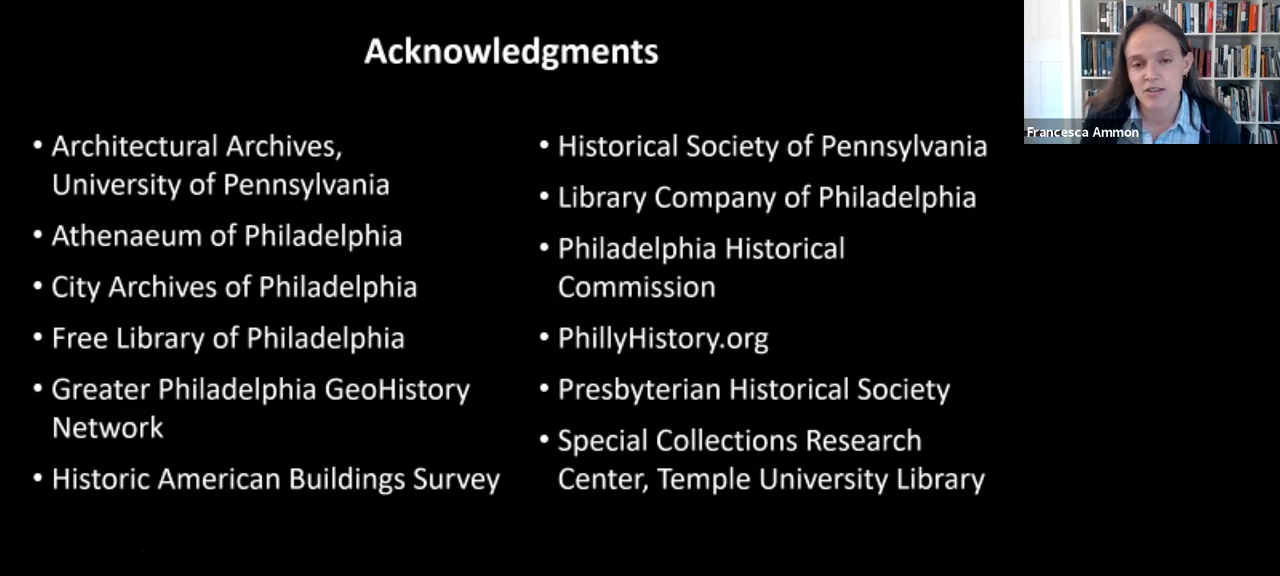 Acknowledgments
• Architectural Archives,
University of Pennsylvania
• Athenaeum of Philadelphia
• City Archives of Philadelphia
• Free Library of Philadelphia
• Greater Philadelphia GeoHistory
Network
• Historic American Buildings Survey
• Historical Society of Pennsylvania
• Library Company of Philadelphia
• Philadelphia Historical
Commission
• PhillyHistory.org
• Presbyterian Historical Society
• Special Collections Research
Center, Temple University Library
Francesca Ammon